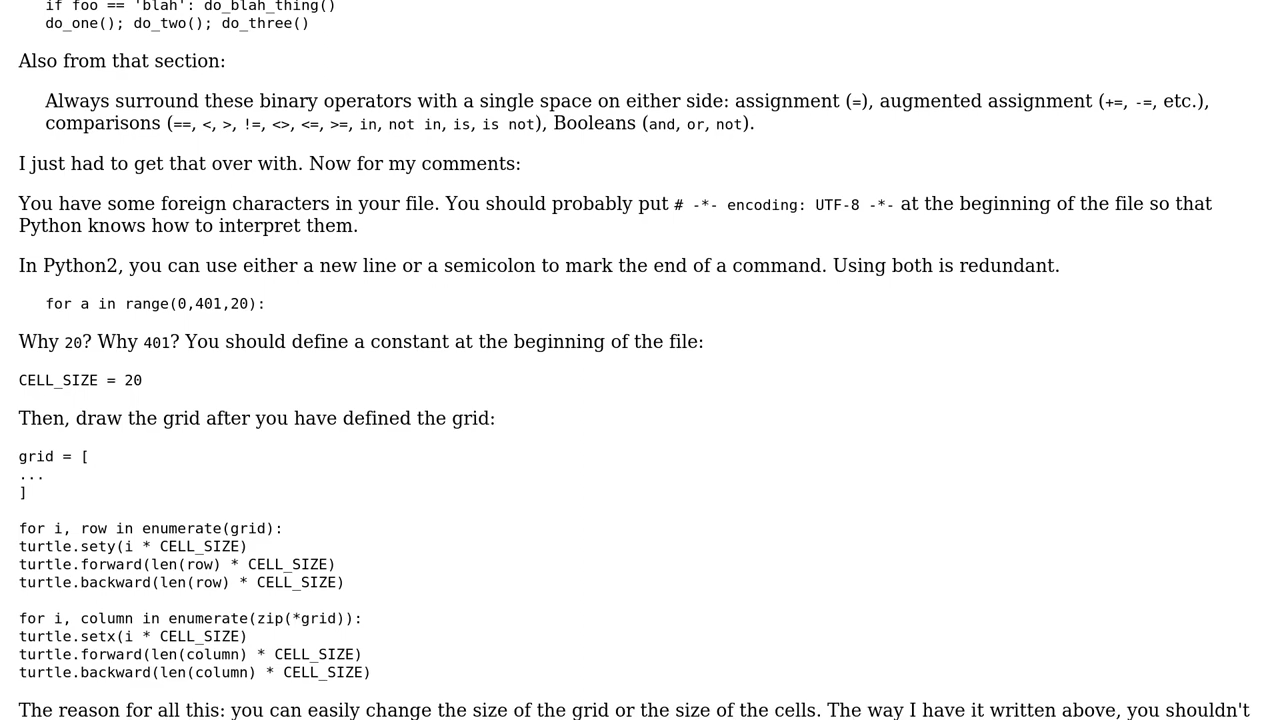 if foo == 'blah': do_blah_thing()
do_one(); do_two(); do_three()
Also from that section:
Always surround these binary operators with a single space on either side: assignment (=), augmented assignment (+=, -=, etc.),
comparisons (==, <, >, !=, <>, <=, >=, in, not in, is, is not), Booleans (and, or, not).
I just had to get that over with. Now for my comments:
You have some foreign characters in your file. You should probably put # -*- encoding: UTF-8 -*- at the beginning of the file so that
Python knows how to interpret them.
In Python2, you can use either a new line or a semicolon to mark the end of a command. Using both is redundant.
for a in range(0,401,20):
Why 20? Why 401? You should define a constant at the beginning of the file:
CELL_SIZE = 20
Then, draw the grid after you have defined the grid:
grid = [
...
]
for i, row in enumerate(grid):
turtle.sety(i * CELL_SIZE)
turtle.forward(len(row) * CELL_SIZE)
turtle.backward(len(row) * CELL_SIZE)
for i, column in enumerate(zip(*grid)):
turtle.setx(i * CELL_SIZE)
turtle.forward(len(column) * CELL_SIZE)
turtle.backward(len(column) * CELL_SIZE)
The reason for all this: you can easily change the size of the grid or the size of the cells. The way I have it written above, you shouldn't